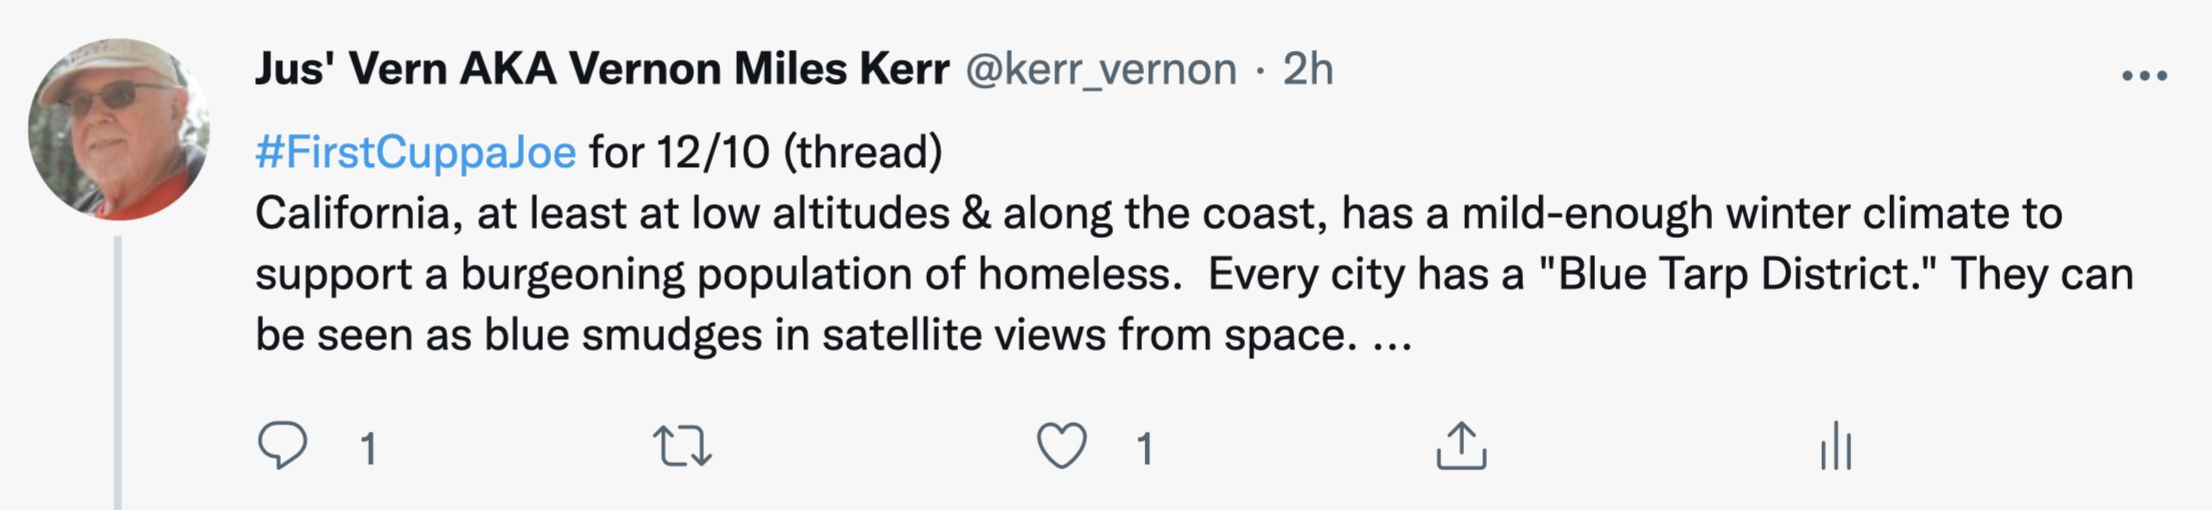 Jus' Vern AKA Vernon Miles Kerr @kerr_vernon · 2h
#FirstCuppaJoe for 12/10 (thread)
California, at least at low altitudes & along the coast, has a mild-enough winter climate to
support a burgeoning population of homeless.  Every city has a "Blue Tarp District." They can
be seen as blue smudges in satellite views from space. ...
1 1